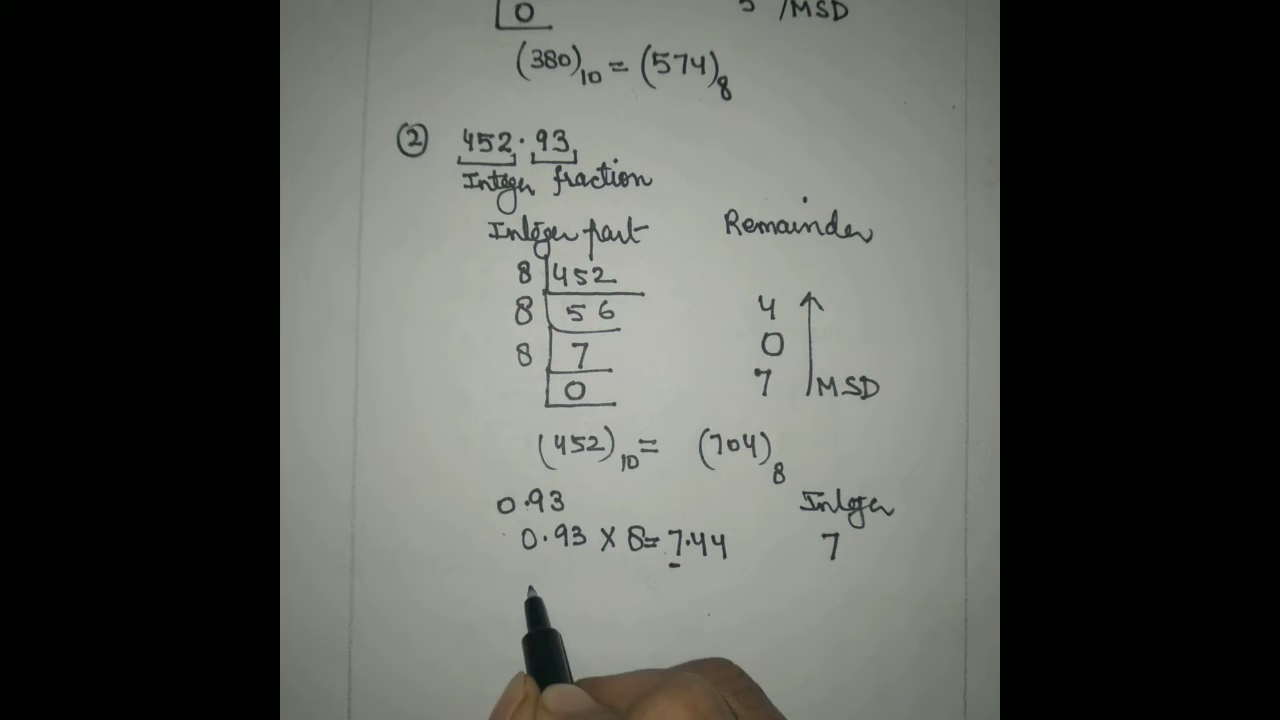 0 3 /MSD
(380)10 = (574)8
② 452.93
Integer fraction
Integer part Remainder
8 452
8 56 4
8 7 0
0 7 MSD
(452)10 = (704)8
0.93 Integer
0.93 X 8= 7.44 7